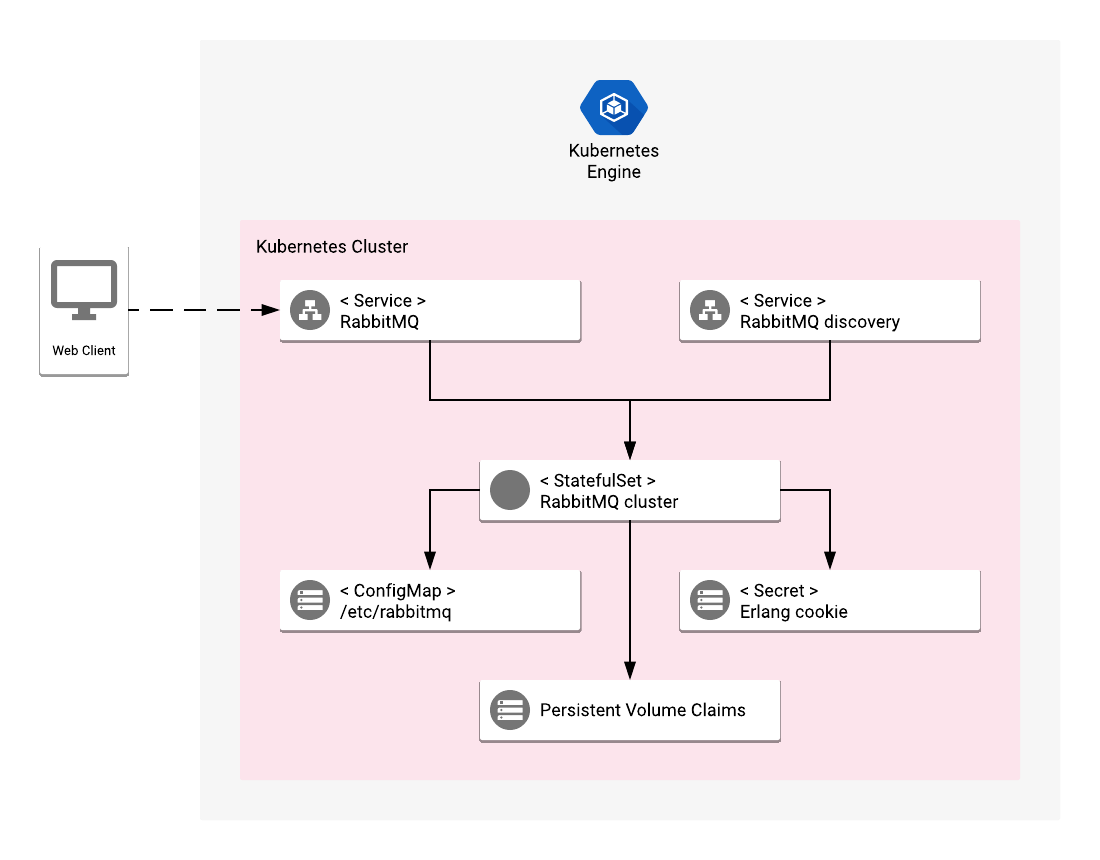 Kubernetes
Engine
Kubernetes Cluster
< Service >
RabbitMQ
< Service >
RabbitMQ discovery
Web Client
< StatefulSet >
RabbitMQ cluster
< ConfigMap >
/etc/rabbitmq
< Secret >
Erlang cookie
Persistent Volume Claims